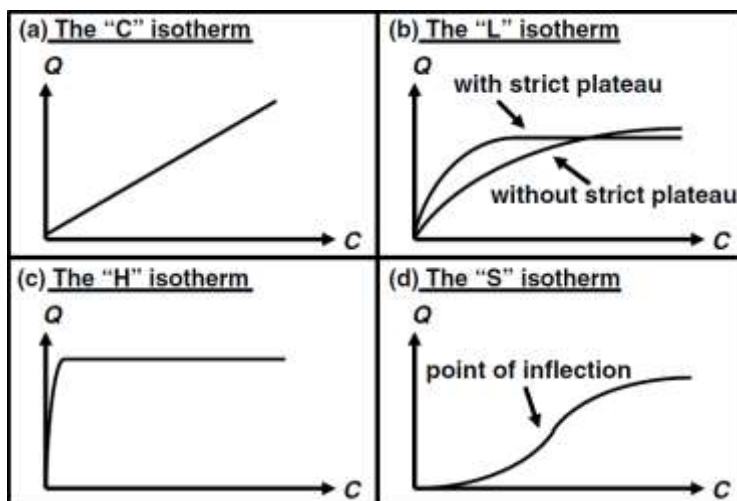 (a) The “C” isotherm
Q
C
(b) The “L” isotherm
Q
with strict plateau
without strict plateau
C
(c) The “H” isotherm
Q
C
(d) The “S” isotherm
Q
point of inflection
C